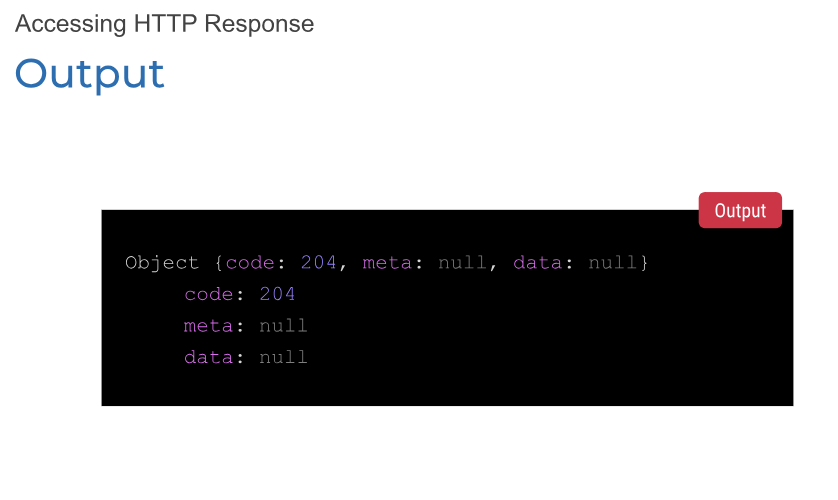 Accessing HTTP Response
Output
Output
Object {code: 204, meta: null, data: null}
code: 204
meta: null
data: null